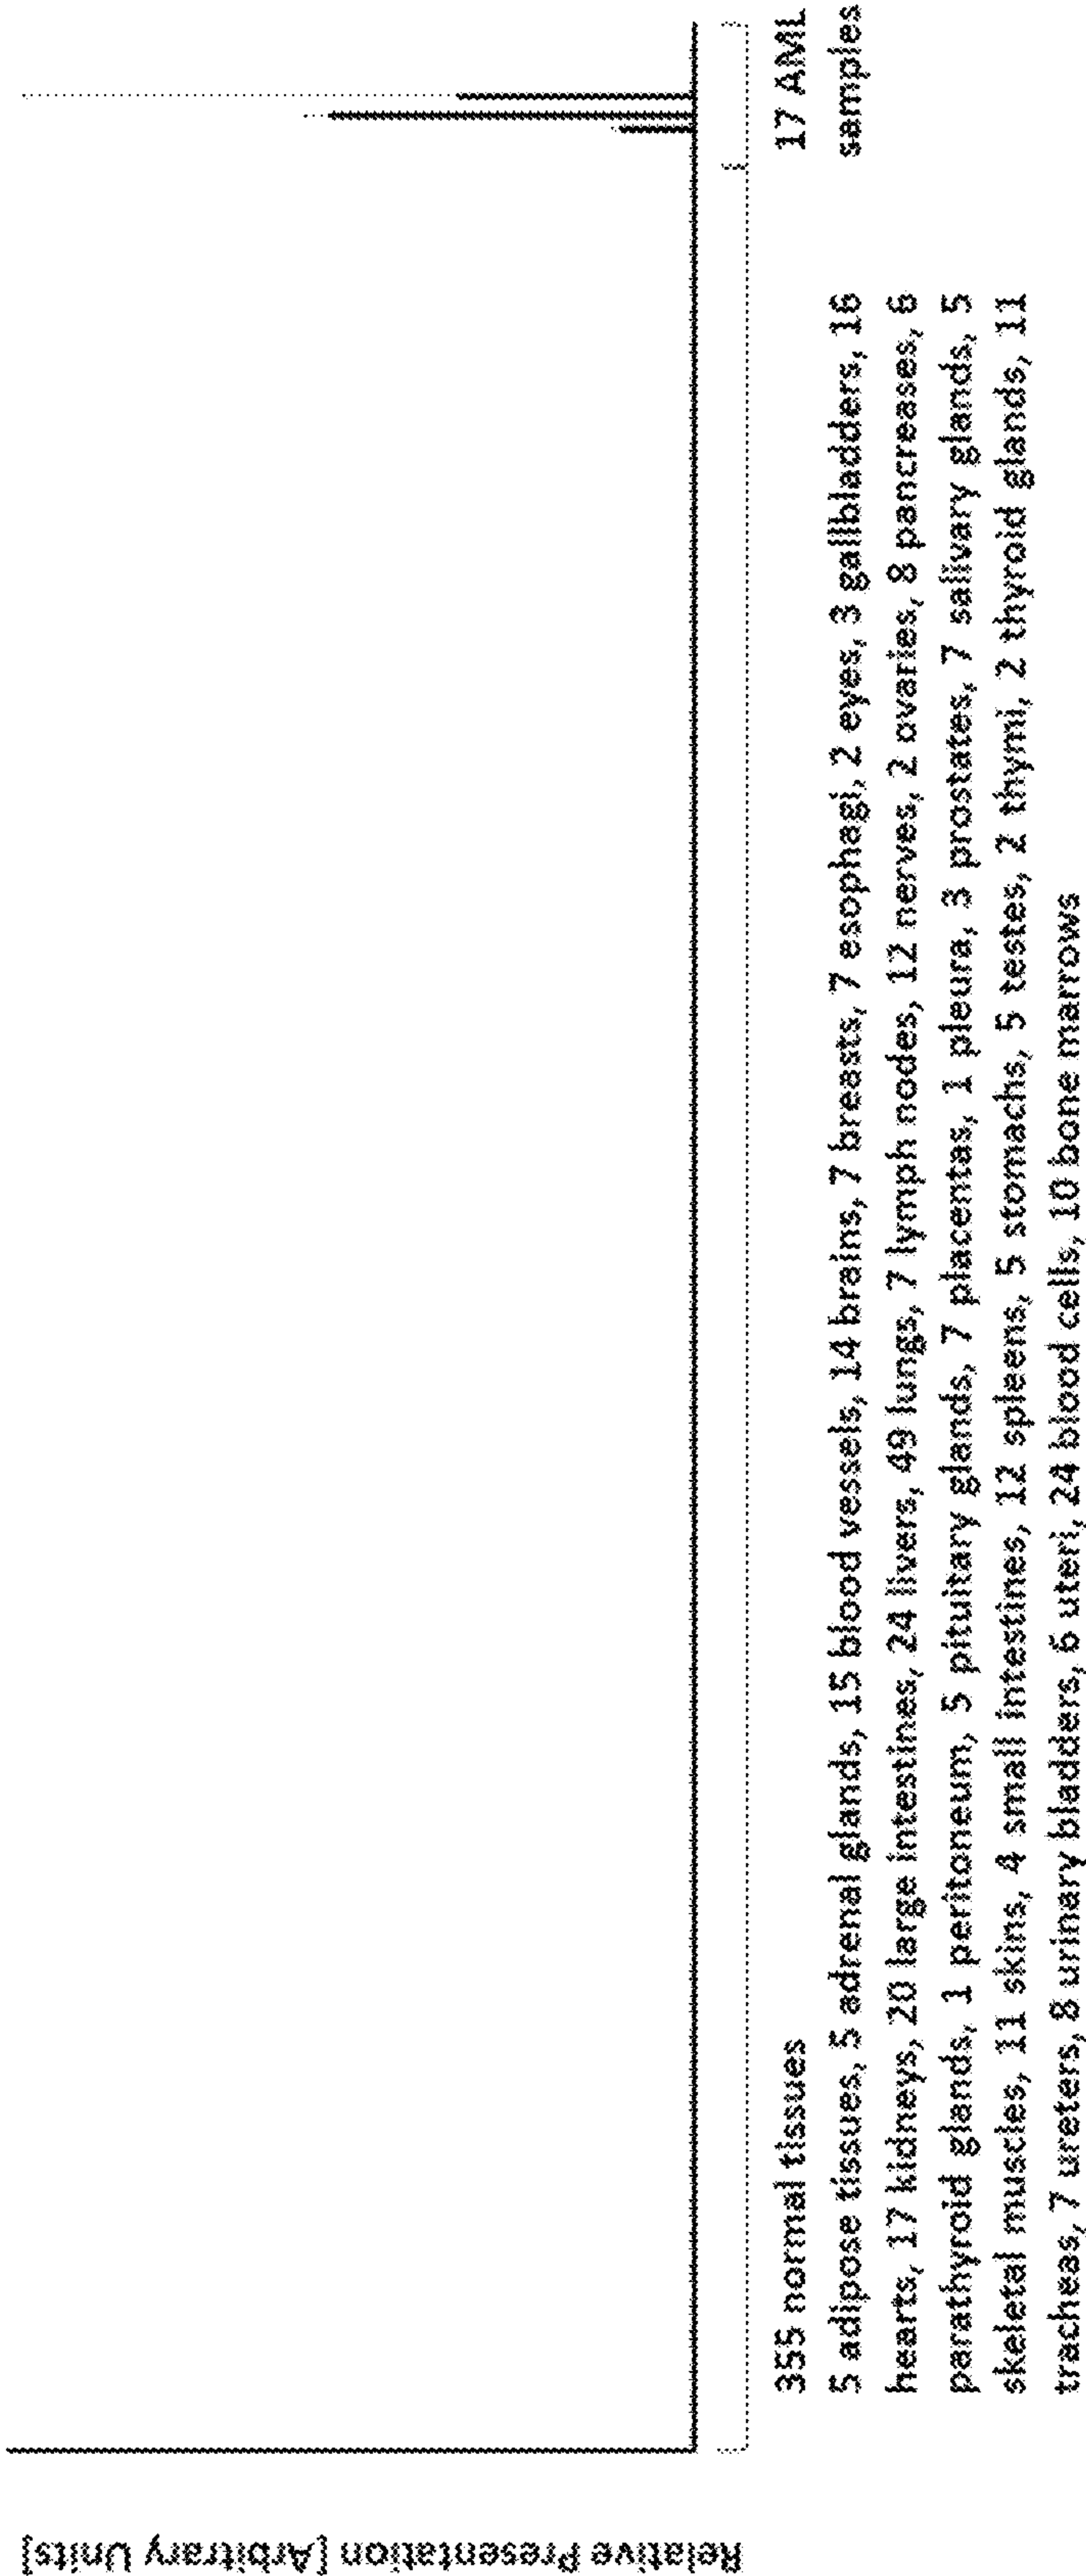 Relative Presentation [Arbitrary Units]
355 normal tissues
5 adipose tissues, 5 adrenal glands, 15 blood vessels, 14 brains, 7 breasts, 7 esophagi, 2 eyes, 3 gallbladders, 16
hearts, 17 kidneys, 20 large intestines, 24 livers, 49 lungs, 7 lymph nodes, 12 nerves, 2 ovaries, 8 pancreases, 6
parathyroid glands, 1 peritoneum, 5 pituitary glands, 7 placentas, 1 pleura, 3 prostates, 7 salivary glands, 5
skeletal muscles, 11 skins, 4 small intestines, 12 spleens, 5 stomachs, 5 testes, 2 thymi, 2 thyroid glands, 11
tracheas, 7 ureters, 8 urinary bladders, 6 uteri, 24 blood cells, 10 bone marrows
17 AML
samples